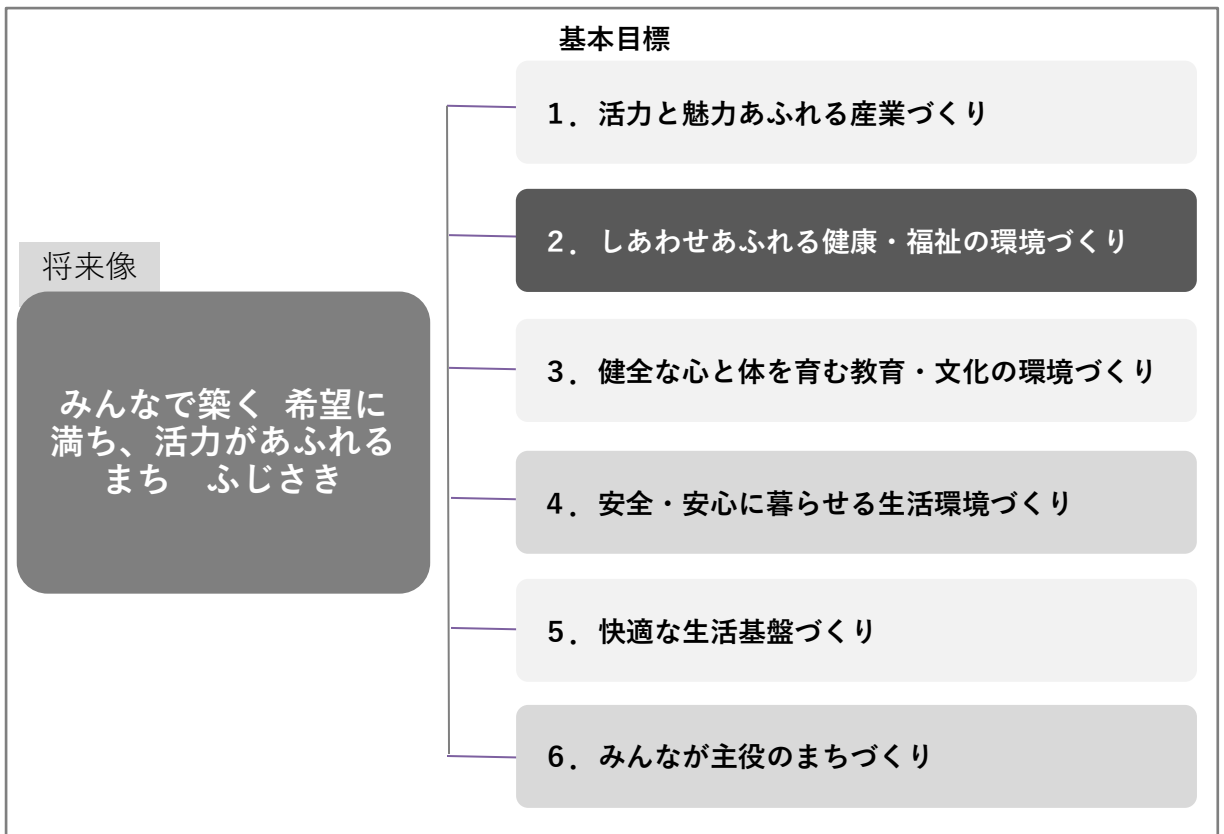 基本目標
1．活力と魅力あふれる産業づくり
2．しあわせあふれる健康・福祉の環境づくり
将来像
みんなで築く 希望に
満ち、活力があふれる
まち　ふじさき
3．健全な心と体を育む教育・文化の環境づくり
4．安全・安心に暮らせる生活環境づくり
5．快適な生活基盤づくり
6．みんなが主役のまちづくり